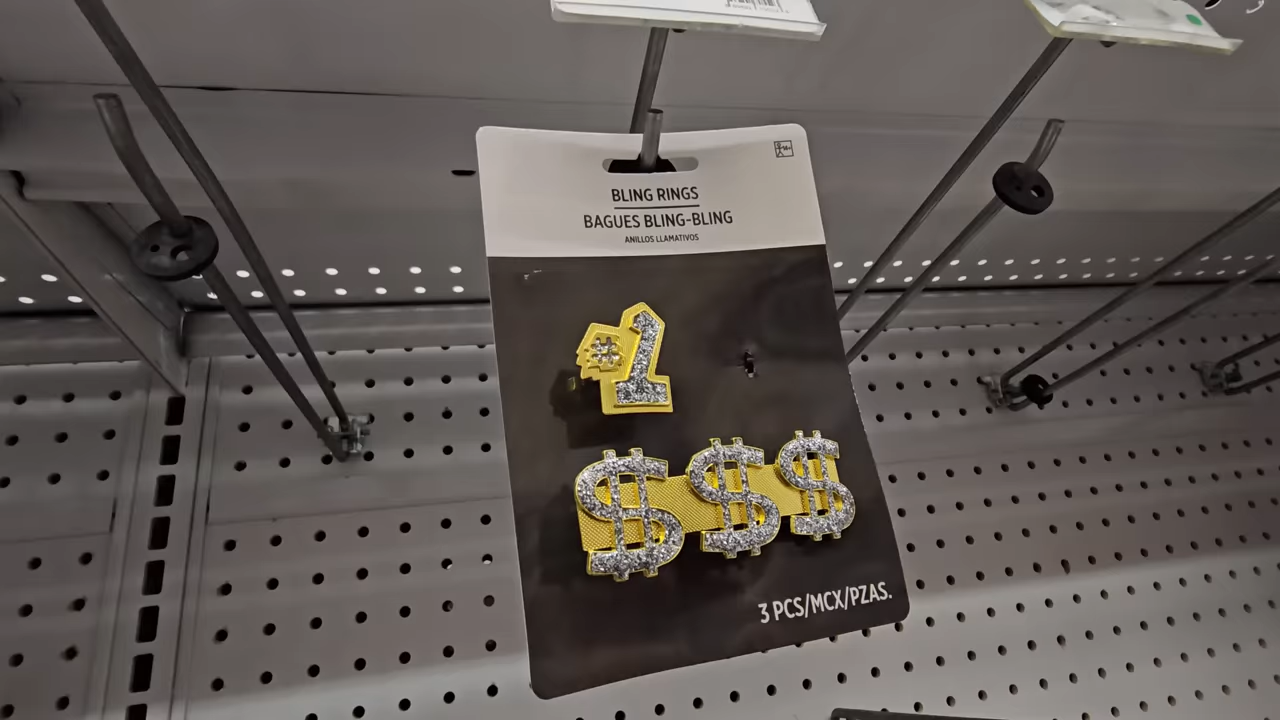 BLING RINGS
BAGUES BLING-BLING
ANILLOS LLAMATIVOS
#1
$$$
3 PCS/MCX/PZAS.